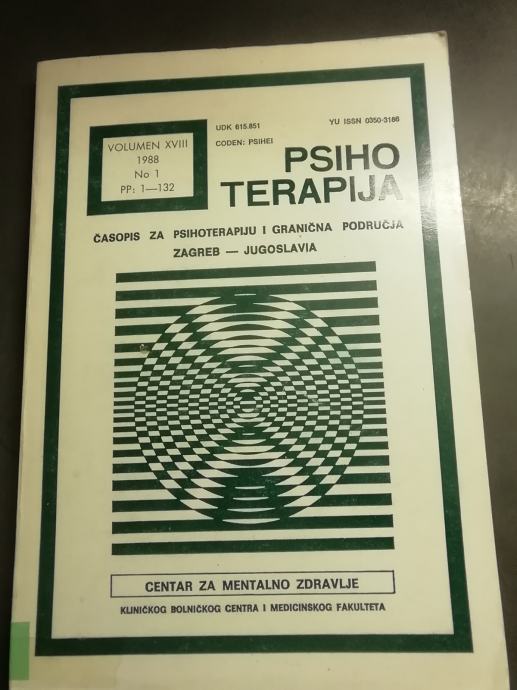 VOLUMEN XVIII
1988
No 1
PP: 1—132
UDK 615.851
YU ISSN 0350-3186
CODEN: PSIHEI
PSIHO
TERAPIJA
ČASOPIS ZA PSIHOTERAPIJU I GRANIČNA PODRUČJA
ZAGREB — JUGOSLAVIA
CENTAR ZA MENTALNO ZDRAVLJE
KLINIČKOG BOLNIČKOG CENTRA I MEDICINSKOG FAKULTETA